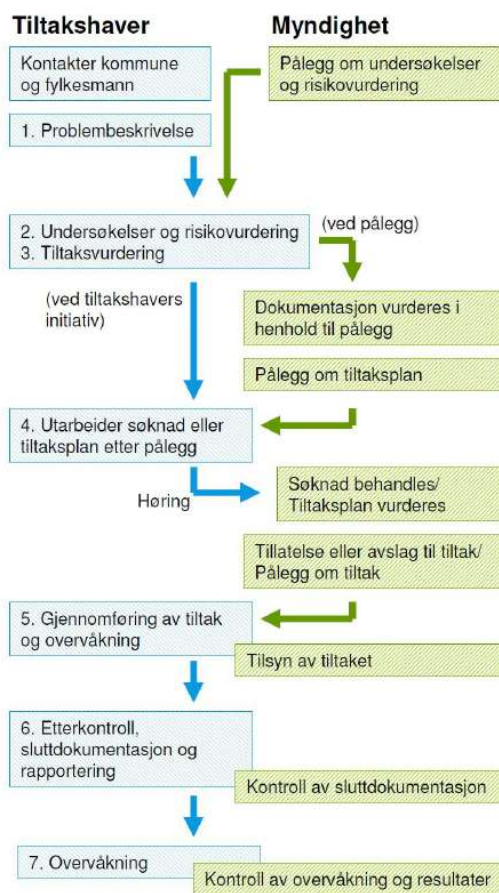 Tiltakshaver
Myndighet
Kontakter kommune
og fylkesmann
Pålegg om undersøkelser
og risikovurdering
1. Problembeskrivelse
2. Undersøkelser og risikovurdering
3. Tiltaksvurdering
(ved pålegg)
(ved tiltakshavers
initiativ)
Dokumentasjon vurderes i
henhold til pålegg
Pålegg om tiltaksplan
4. Utarbeider søknad eller
tiltaksplan etter pålegg
Høring
Søknad behandles/
Tiltaksplan vurderes
Tillatelse eller avslag til tiltak/
Pålegg om tiltak
5. Gjennomføring av tiltak
og overvåkning
Tilsyn av tiltaket
6. Etterkontroll,
sluttdokumentasjon og
rapportering
Kontroll av sluttdokumentasjon
7. Overvåkning
Kontroll av overvåkning og resultater